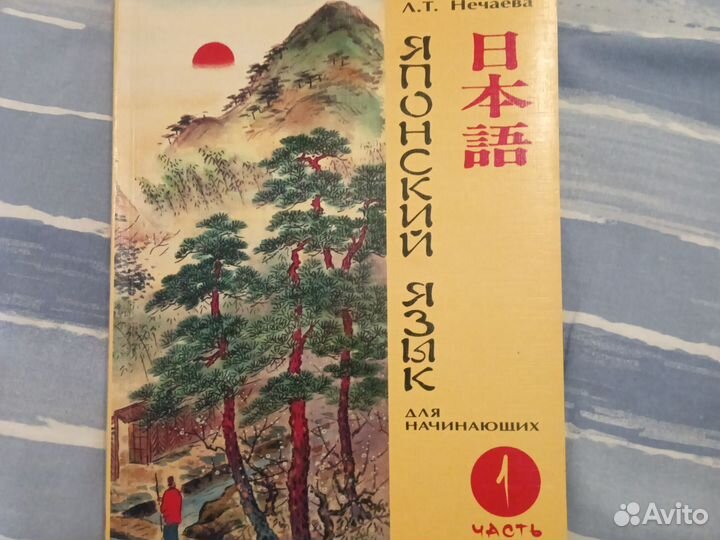 Л.Т. Нечаева
ЯПОНСКИЙ ЯЗЫК
日本語
ДЛЯ
НАЧИНАЮЩИХ
1
ЧАСТЬ
Avito